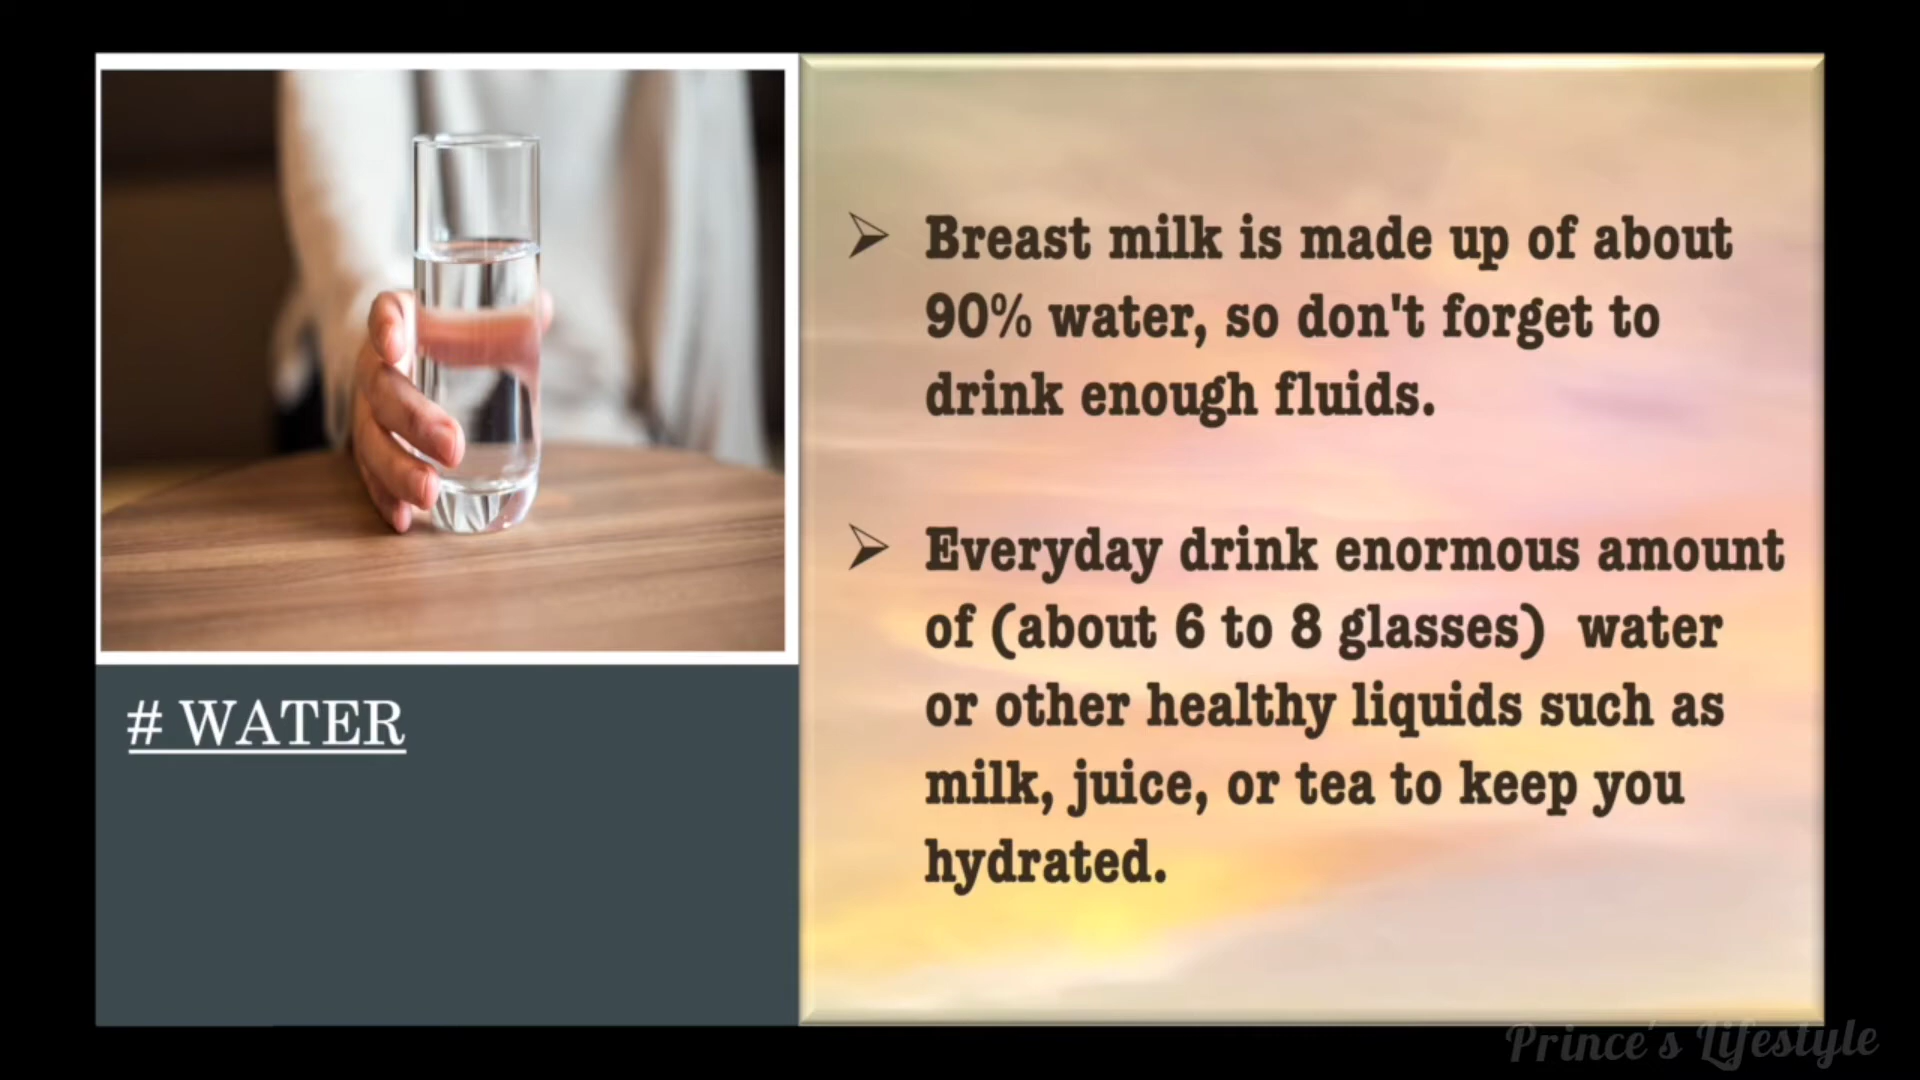 # WATER
Breast milk is made up of about
90% water, so don't forget to
drink enough fluids.
Everyday drink enormous amount
of (about 6 to 8 glasses) water
or other healthy liquids such as
milk, juice, or tea to keep you
hydrated.
Prince's Lifestyle